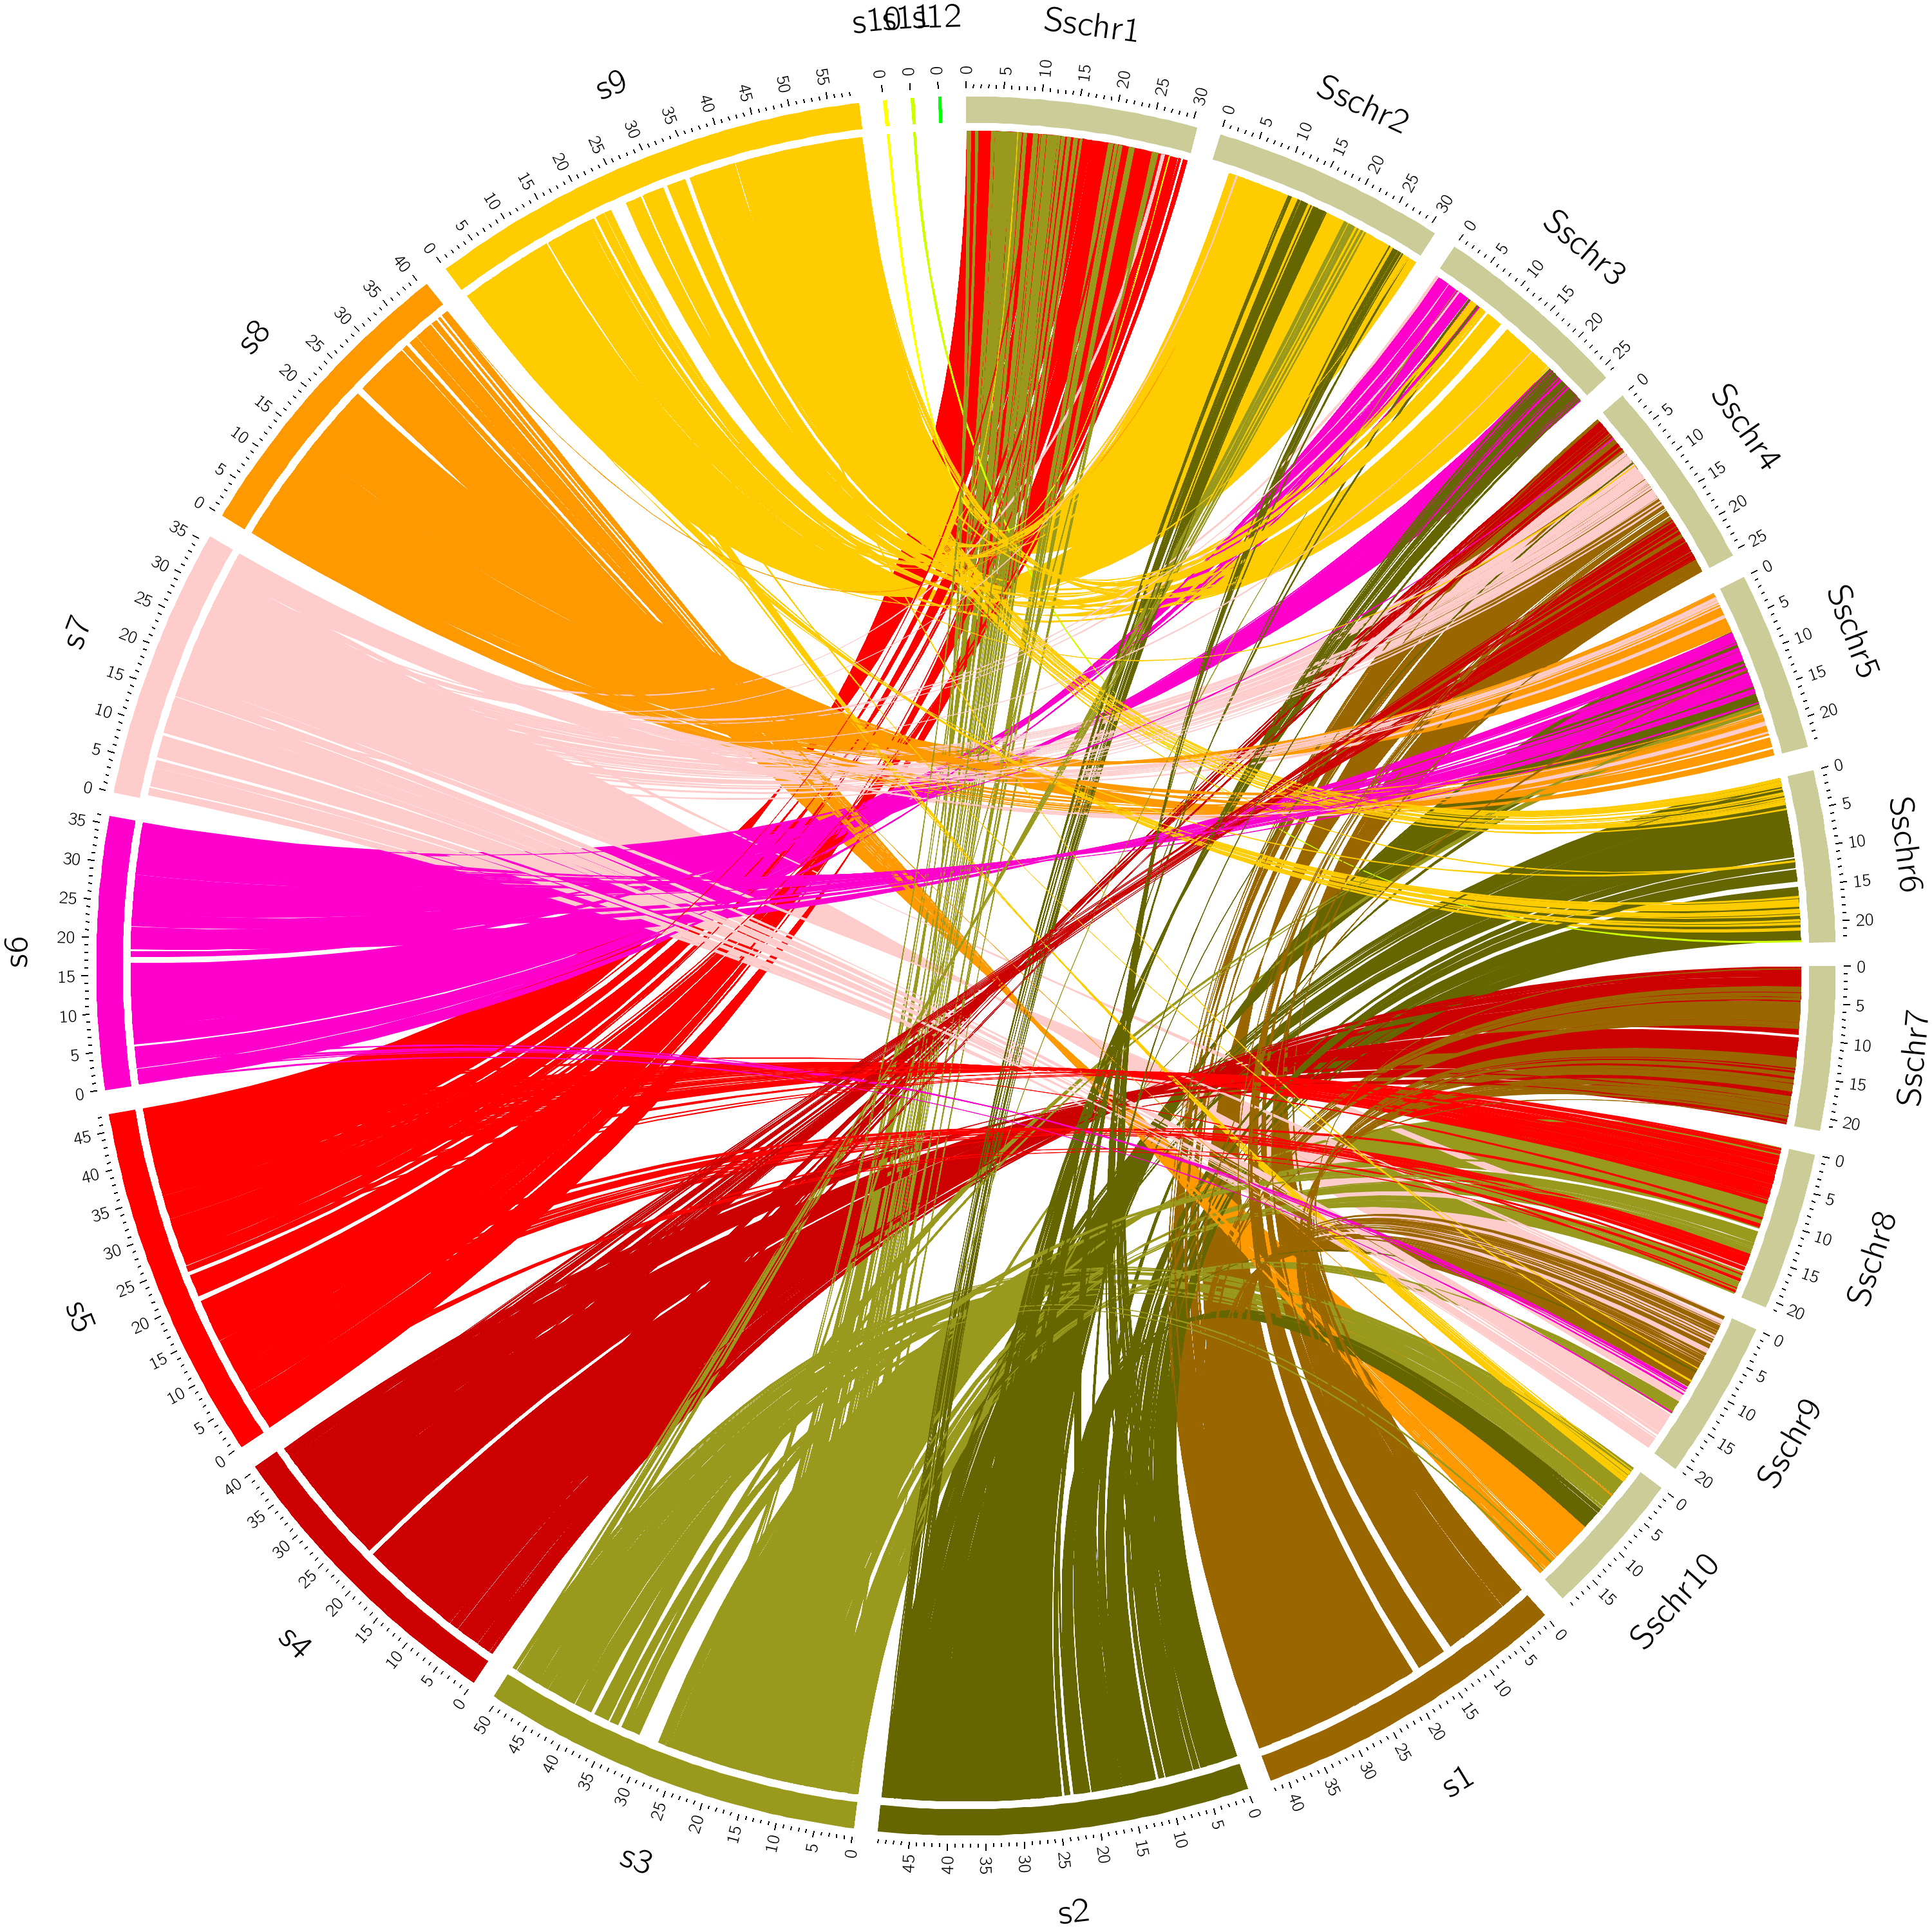 Sschr1
0 5 10 15 20 25 30
Sschr2
0 5 10 15 20 25 30
Sschr3
0 5 10 15 20 25
Sschr4
0 5 10 15 20 25
Sschr5
0 5 10 15 20
Sschr6
0 5 10 15 20
Sschr7
0 5 10 15 20
Sschr8
0 5 10 15 20
Sschr9
0 5 10 15 20
Sschr10
0 5 10 15
s1
0 5 10 15 20 25 30 35 40
s2
0 5 10 15 20 25 30 35 40 45
s3
0 5 10 15 20 25 30 35 40 45 50
s4
0 5 10 15 20 25 30 35 40
s5
0 5 10 15 20 25 30 35 40 45
s6
0 5 10 15 20 25 30 35
s7
0 5 10 15 20 25 30 35
s8
0 5 10 15 20 25 30 35 40
s9
0 5 10 15 20 25 30 35 40 45 50 55
s10
0
s11
0
s12
0